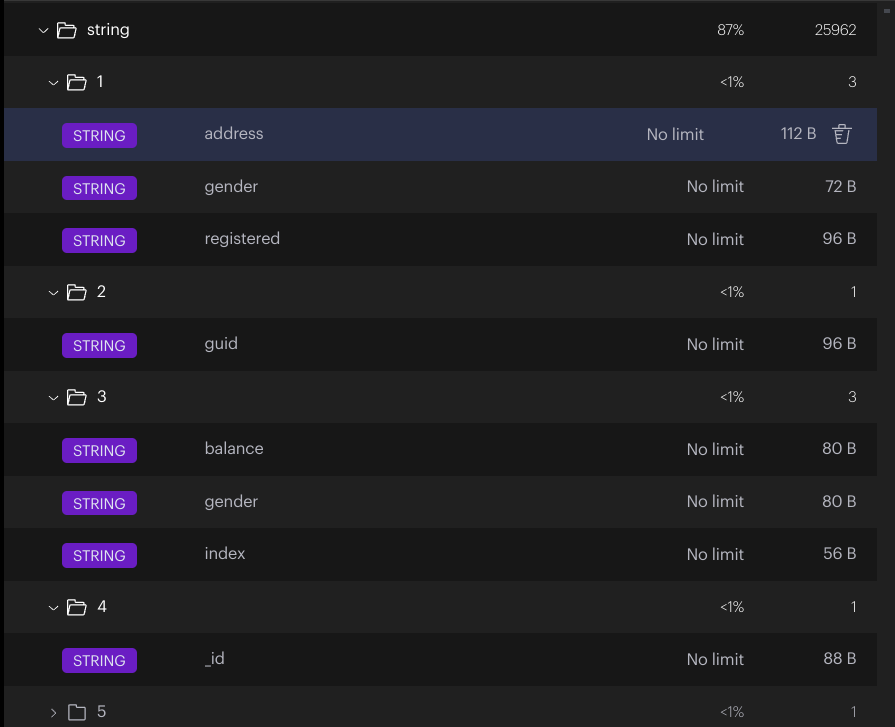 string 87% 25962
1 <1% 3
STRING address No limit 112 B
STRING gender No limit 72 B
STRING registered No limit 96 B
2 <1% 1
STRING guid No limit 96 B
3 <1% 3
STRING balance No limit 80 B
STRING gender No limit 80 B
STRING index No limit 56 B
4 <1% 1
STRING _id No limit 88 B
5 <1% 1